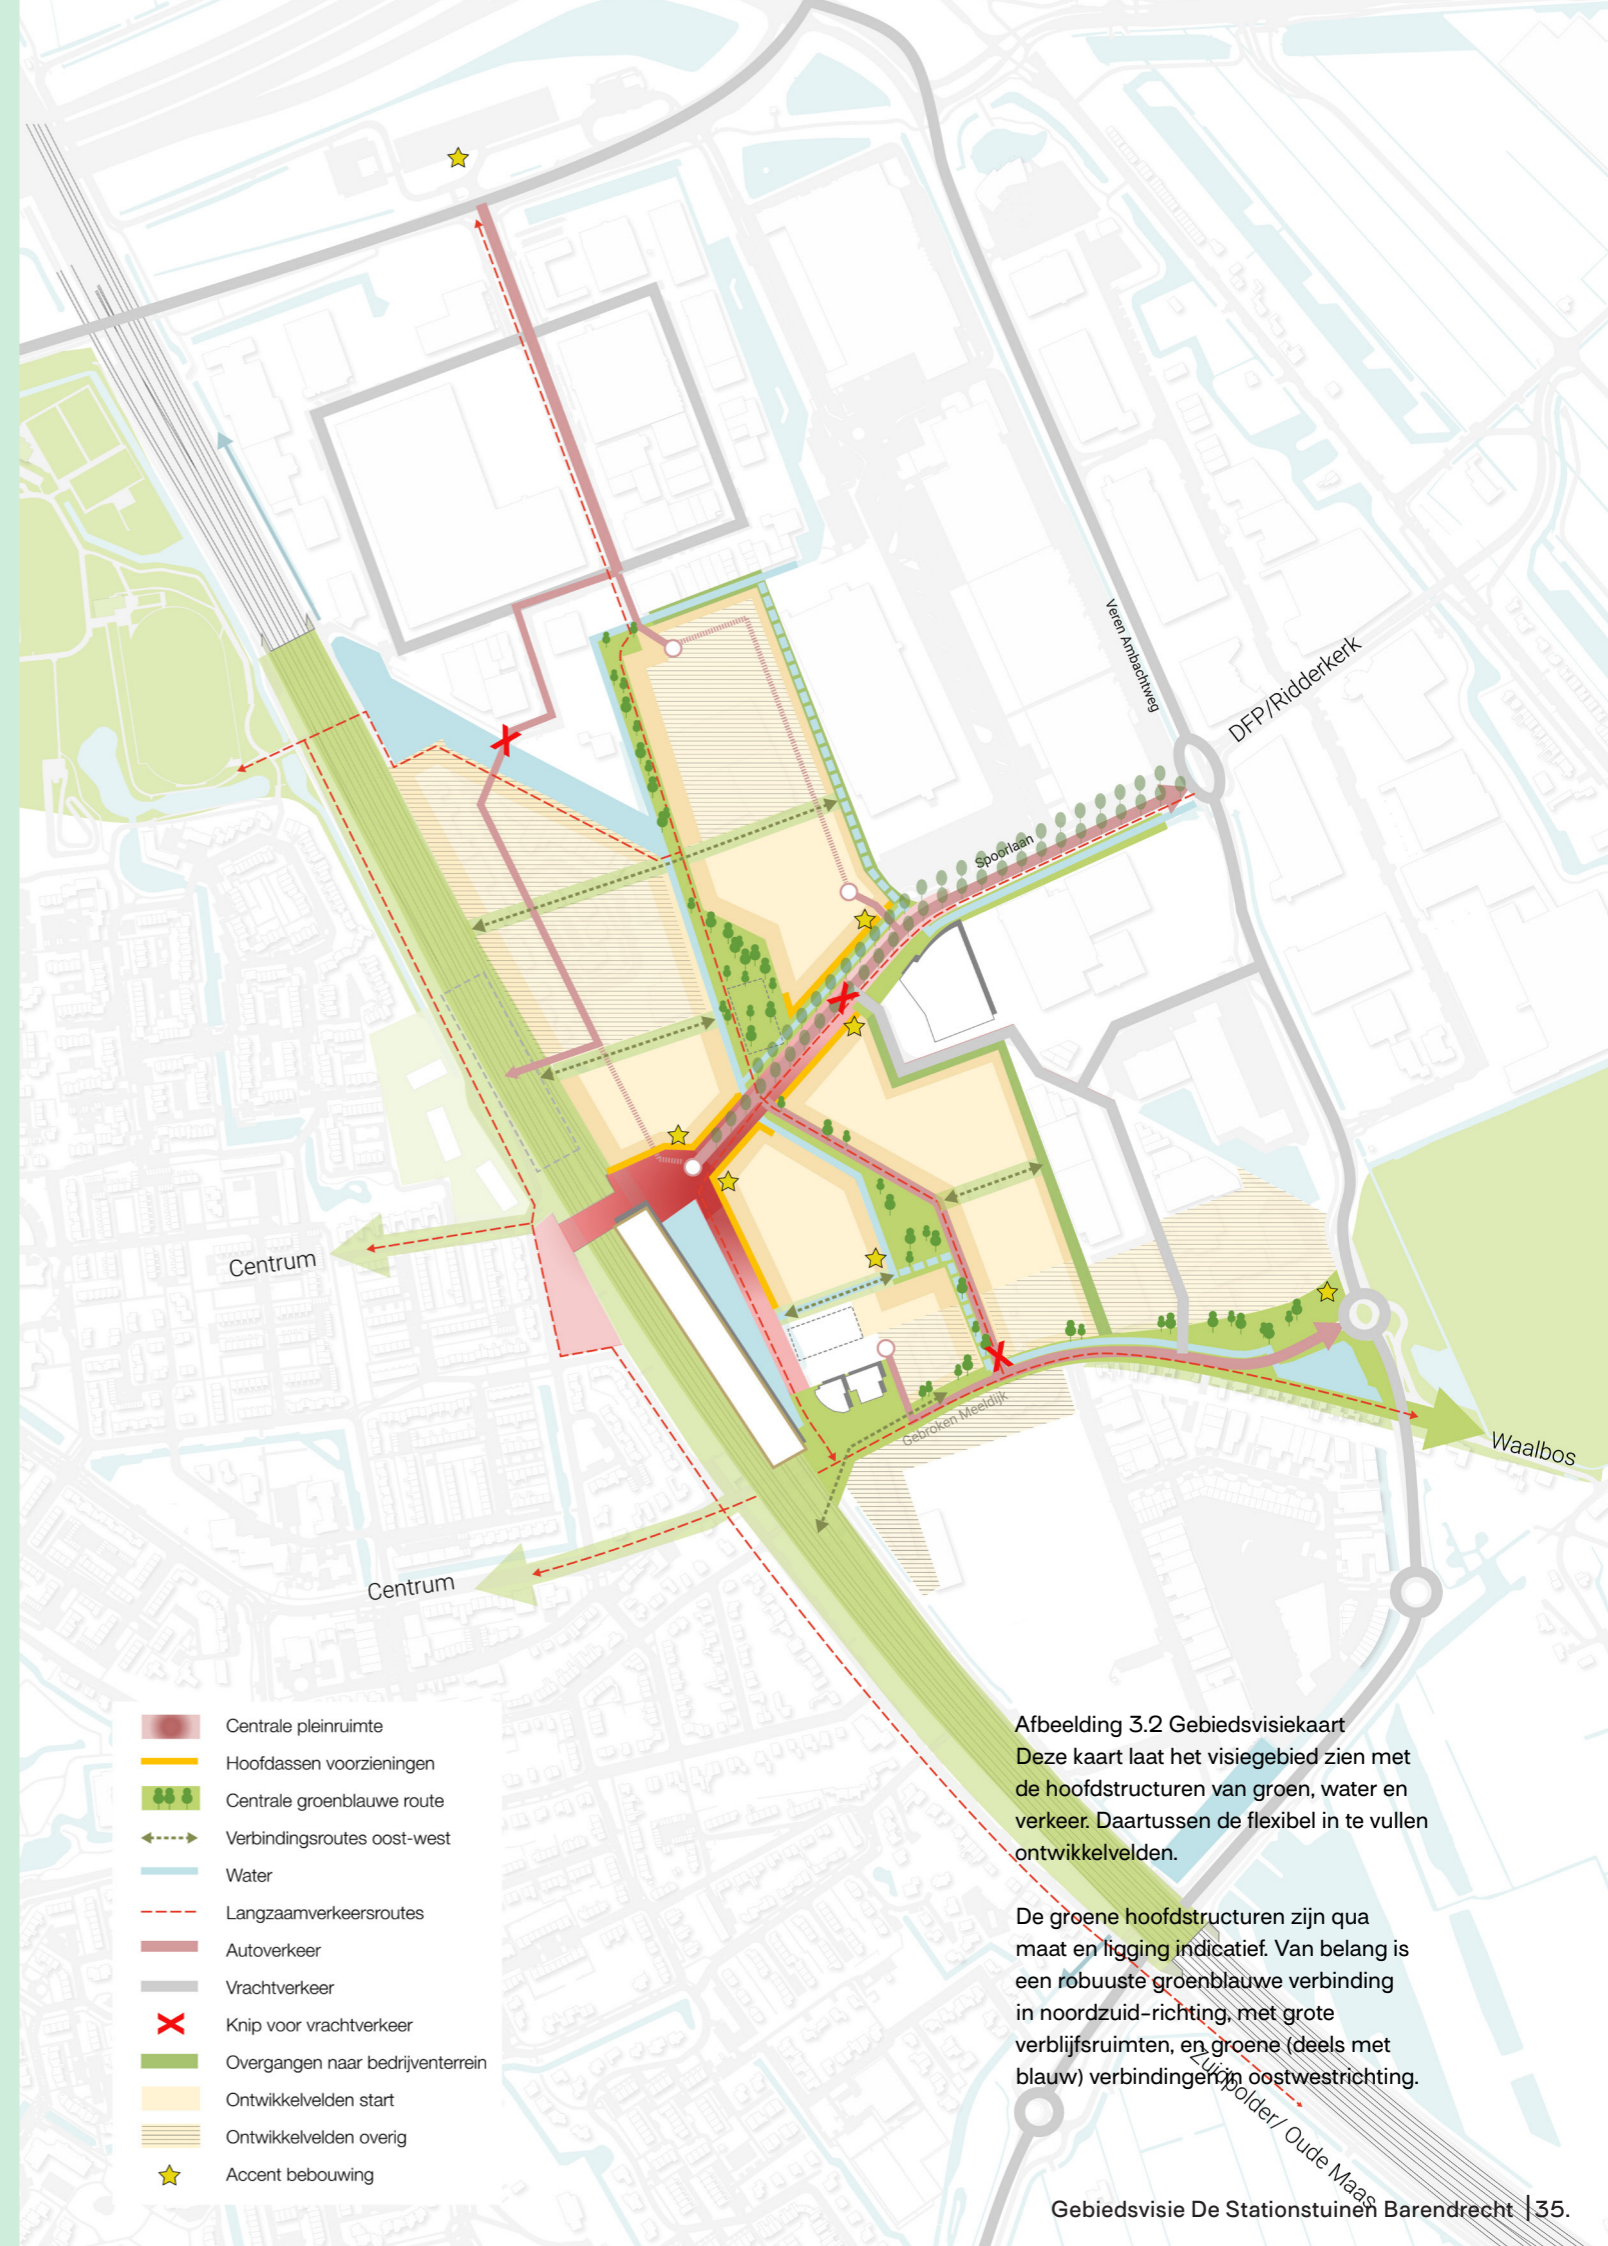 Veren Ambachtweg
DFP/Ridderkerk
Spoorlaan
Centrum
Gebroken Meeldijk
Waalbos
Centrum
Centrale pleinruimte
Hoofdassen voorzieningen
Centrale groenblauwe route
Verbindingsroutes oost-west
Water
Langzaamverkeersroutes
Autoverkeer
Vrachtverkeer
Knip voor vrachtverkeer
Overgangen naar bedrijventerrein
Ontwikkelvelden start
Ontwikkelvelden overig
Accent bebouwing
Afbeelding 3.2 Gebiedsvisiekaart
Deze kaart laat het visiegebied zien met
de hoofdstructuren van groen, water en
verkeer. Daartussen de flexibel in te vullen
ontwikkelvelden.
De groene hoofdstructuren zijn qua
maat en ligging indicatief. Van belang is
een robuuste groenblauwe verbinding
in noordzuid-richting, met grote
verblijfsruimten, en groene (deels met
blauw) verbindingen in oostwestrichting.
Zuidpolder/ Oude Maas
Gebiedsvisie De Stationstuinen Barendrecht |35.